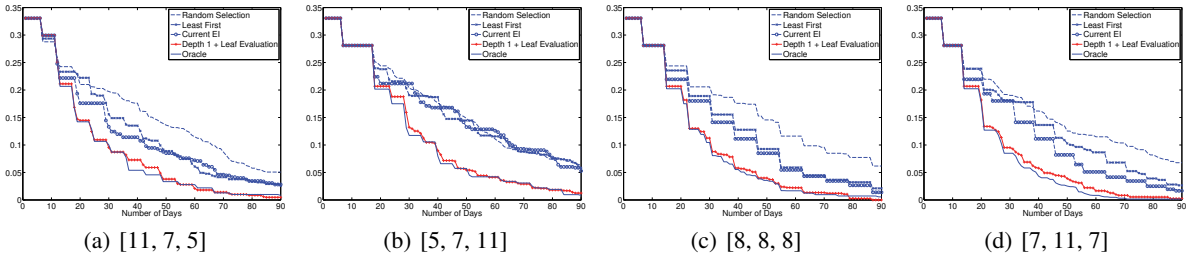 0.35
0.3
0.25
0.2
0.15
0.1
0.05
0
0 10 20 30 40 50 60 70 80 90
Number of Days
Random Selection
Least First
Current EI
Depth 1 + Leaf Evaluation
Oracle
(a) [11, 7, 5]
0.35
0.3
0.25
0.2
0.15
0.1
0.05
0
0 10 20 30 40 50 60 70 80 90
Number of Days
Random Selection
Least First
Current EI
Depth 1 + Leaf Evaluation
Oracle
(b) [5, 7, 11]
0.35
0.3
0.25
0.2
0.15
0.1
0.05
0
0 10 20 30 40 50 60 70 80 90
Number of Days
Random Selection
Least First
Current EI
Depth 1 + Leaf Evaluation
Oracle
(c) [8, 8, 8]
0.35
0.3
0.25
0.2
0.15
0.1
0.05
0
0 10 20 30 40 50 60 70 80 90
Number of Days
Random Selection
Least First
Current EI
Depth 1 + Leaf Evaluation
Oracle
(d) [7, 11, 7]